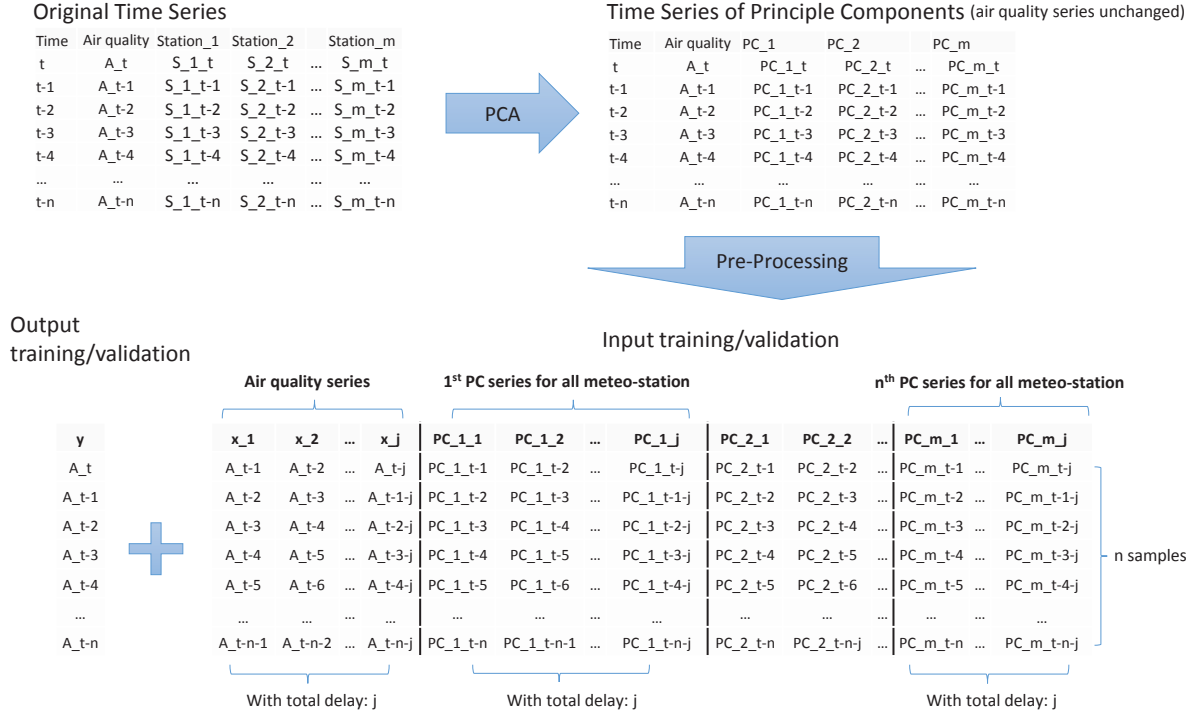 Original Time Series
Time Air quality Station_1 Station_2 Station_m
t A_t S_1_t S_2_t ... S_m_t
t-1 A_t-1 S_1_t-1 S_2_t-1 ... S_m_t-1
t-2 A_t-2 S_1_t-2 S_2_t-2 ... S_m_t-2
t-3 A_t-3 S_1_t-3 S_2_t-3 ... S_m_t-3
t-4 A_t-4 S_1_t-4 S_2_t-4 ... S_m_t-4
... ... ... ... ... ...
t-n A_t-n S_1_t-n S_2_t-n ... S_m_t-n
PCA
Time Series of Principle Components (air quality series unchanged)
Time Air quality PC_1 PC_2 PC_m
t A_t PC_1_t PC_2_t ... PC_m_t
t-1 A_t-1 PC_1_t-1 PC_2_t-1 ... PC_m_t-1
t-2 A_t-2 PC_1_t-2 PC_2_t-2 ... PC_m_t-2
t-3 A_t-3 PC_1_t-3 PC_2_t-3 ... PC_m_t-3
t-4 A_t-4 PC_1_t-4 PC_2_t-4 ... PC_m_t-4
... ... ... ... ... ...
t-n A_t-n PC_1_t-n PC_2_t-n ... PC_m_t-n
Pre-Processing
Output
training/validation
Input training/validation
Air quality series
1st PC series for all meteo-station
nth PC series for all meteo-station
y x_1 x_2 ... x_j PC_1_1 PC_1_2 ... PC_1_j PC_2_1 PC_2_2 ... PC_m_1 ... PC_m_j
A_t A_t-1 A_t-2 ... A_t-j PC_1_t-1 PC_1_t-2 ... PC_1_t-j PC_2_t-1 PC_2_t-2 ... PC_m_t-1 ... PC_m_t-j
A_t-1 A_t-2 A_t-3 ... A_t-1-j PC_1_t-2 PC_1_t-3 ... PC_1_t-1-j PC_2_t-2 PC_2_t-3 ... PC_m_t-2 ... PC_m_t-1-j
A_t-2 A_t-3 A_t-4 ... A_t-2-j PC_1_t-3 PC_1_t-4 ... PC_1_t-2-j PC_2_t-3 PC_2_t-4 ... PC_m_t-3 ... PC_m_t-2-j
A_t-3 A_t-4 A_t-5 ... A_t-3-j PC_1_t-4 PC_1_t-5 ... PC_1_t-3-j PC_2_t-4 PC_2_t-5 ... PC_m_t-4 ... PC_m_t-3-j
A_t-4 A_t-5 A_t-6 ... A_t-4-j PC_1_t-5 PC_1_t-6 ... PC_1_t-4-j PC_2_t-5 PC_2_t-6 ... PC_m_t-5 ... PC_m_t-4-j
... ... ... ... ... ... ... ... ... ... ... ... ... ... ...
A_t-n A_t-n-1 A_t-n-2 ... A_t-n-j PC_1_t-n PC_1_t-n-1 ... PC_1_t-n-j PC_2_t-n PC_2_t-n-j ... PC_m_t-n ... PC_m_t-n-j
n samples
With total delay: j
With total delay: j
With total delay: j